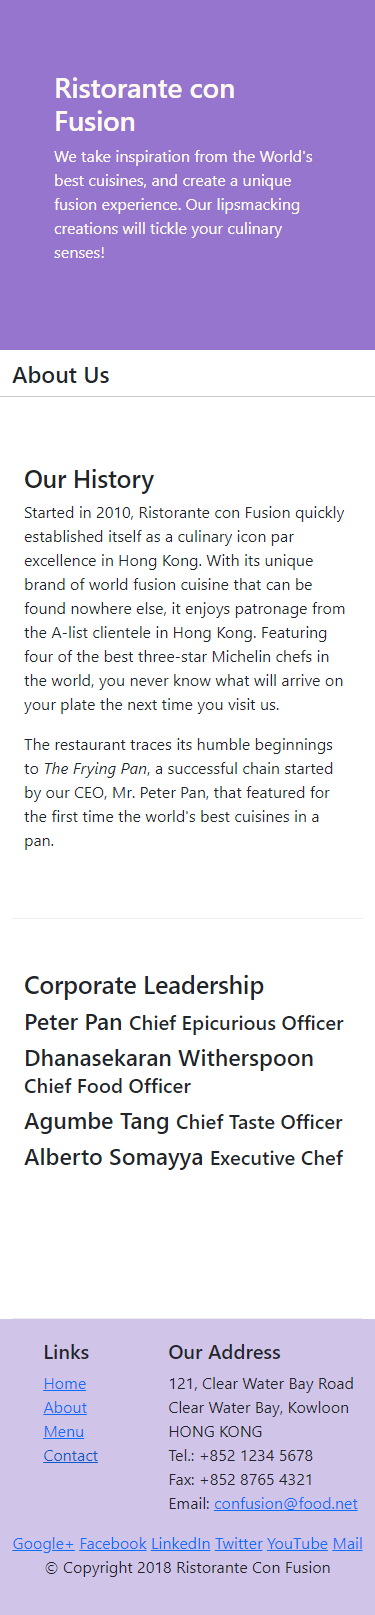 Ristorante con
Fusion
We take inspiration from the World's
best cuisines, and create a unique
fusion experience. Our lipsmacking
creations will tickle your culinary
senses!
About Us
Our History
Started in 2010, Ristorante con Fusion quickly
established itself as a culinary icon par
excellence in Hong Kong. With its unique
brand of world fusion cuisine that can be
found nowhere else, it enjoys patronage from
the A-list clientele in Hong Kong. Featuring
four of the best three-star Michelin chefs in
the world, you never know what will arrive on
your plate the next time you visit us.
The restaurant traces its humble beginnings
to The Frying Pan, a successful chain started
by our CEO, Mr. Peter Pan, that featured for
the first time the world's best cuisines in a
pan.
Corporate Leadership
Peter Pan Chief Epicurious Officer
Dhanasekaran Witherspoon
Chief Food Officer
Agumbe Tang Chief Taste Officer
Alberto Somayya Executive Chef
Links
Home
About
Menu
Contact
Our Address
121, Clear Water Bay Road
Clear Water Bay, Kowloon
HONG KONG
Tel.: +852 1234 5678
Fax: +852 8765 4321
Email: confusion@food.net
Google+ Facebook LinkedIn Twitter YouTube Mail
© Copyright 2018 Ristorante Con Fusion